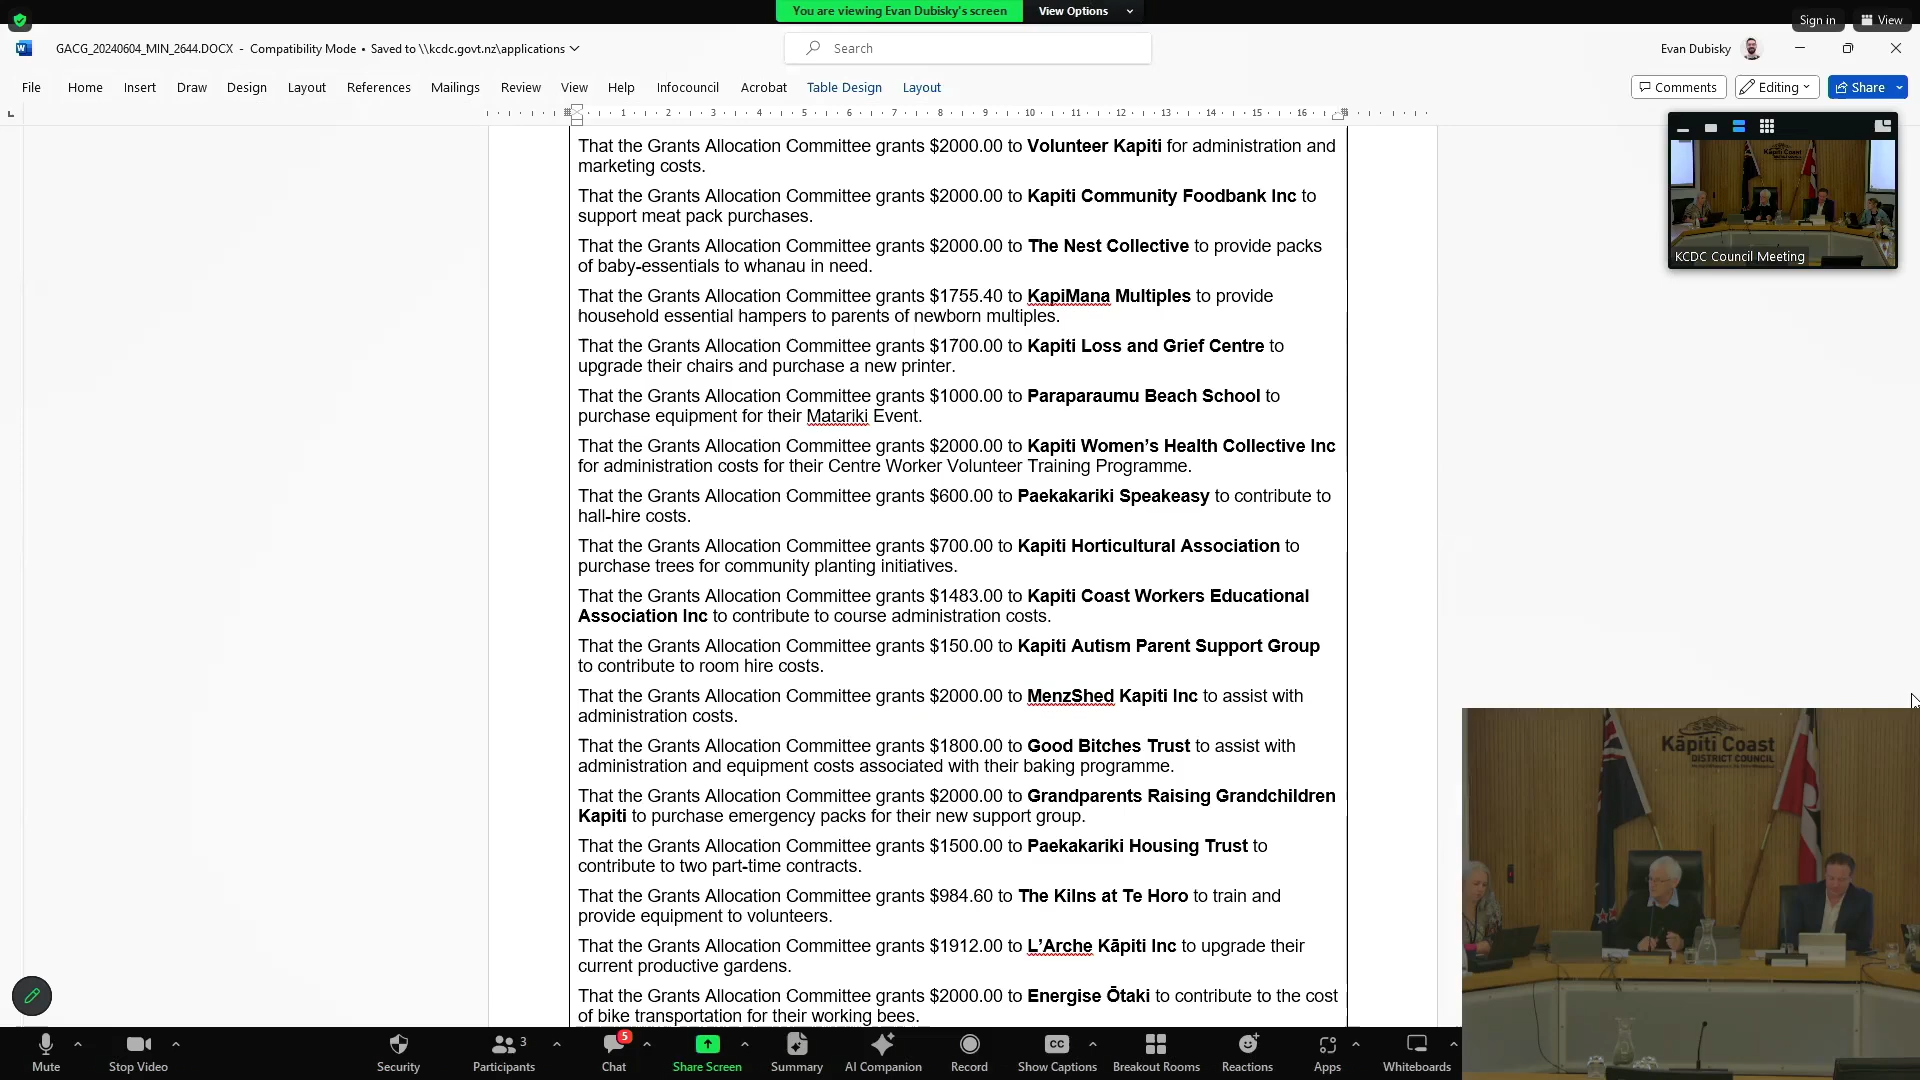 You are viewing Evan Dubisky's screen
View Options
Sign in
View
GACG_20240604_MIN_2644.DOCX - Compatibility Mode • Saved to \\kcdc.govt.nz\applications
Search
Evan Dubisky
File Home Insert Draw Design Layout References Mailings Review View Help Infocouncil Acrobat Table Design Layout
Comments Editing Share
1 2 3 4 5 6 7 8 9 10 11 12 13 14 15 16
That the Grants Allocation Committee grants $2000.00 to Volunteer Kapiti for administration and
marketing costs.
That the Grants Allocation Committee grants $2000.00 to Kapiti Community Foodbank Inc to
support meat pack purchases.
That the Grants Allocation Committee grants $2000.00 to The Nest Collective to provide packs
of baby-essentials to whanau in need.
That the Grants Allocation Committee grants $1755.40 to KapiMana Multiples to provide
household essential hampers to parents of newborn multiples.
That the Grants Allocation Committee grants $1700.00 to Kapiti Loss and Grief Centre to
upgrade their chairs and purchase a new printer.
That the Grants Allocation Committee grants $1000.00 to Paraparaumu Beach School to
purchase equipment for their Matariki Event.
That the Grants Allocation Committee grants $2000.00 to Kapiti Women’s Health Collective Inc
for administration costs for their Centre Worker Volunteer Training Programme.
That the Grants Allocation Committee grants $600.00 to Paekakariki Speakeasy to contribute to
hall-hire costs.
That the Grants Allocation Committee grants $700.00 to Kapiti Horticultural Association to
purchase trees for community planting initiatives.
That the Grants Allocation Committee grants $1483.00 to Kapiti Coast Workers Educational
Association Inc to contribute to course administration costs.
That the Grants Allocation Committee grants $150.00 to Kapiti Autism Parent Support Group
to contribute to room hire costs.
That the Grants Allocation Committee grants $2000.00 to MenzShed Kapiti Inc to assist with
administration costs.
That the Grants Allocation Committee grants $1800.00 to Good Bitches Trust to assist with
administration and equipment costs associated with their baking programme.
That the Grants Allocation Committee grants $2000.00 to Grandparents Raising Grandchildren
Kapiti to purchase emergency packs for their new support group.
That the Grants Allocation Committee grants $1500.00 to Paekakariki Housing Trust to
contribute to two part-time contracts.
That the Grants Allocation Committee grants $984.60 to The Kilns at Te Horo to train and
provide equipment to volunteers.
That the Grants Allocation Committee grants $1912.00 to L’Arche Kāpiti Inc to upgrade their
current productive gardens.
That the Grants Allocation Committee grants $2000.00 to Energise Ōtaki to contribute to the cost
of bike transportation for their working bees.
Kāpiti Coast
KCDC Council Meeting
Kāpiti Coast
DISTRICT COUNCIL
3
5
CC
Mute Stop Video Security Participants Chat Share Screen Summary AI Companion Record Show Captions Breakout Rooms Reactions Apps Whiteboards